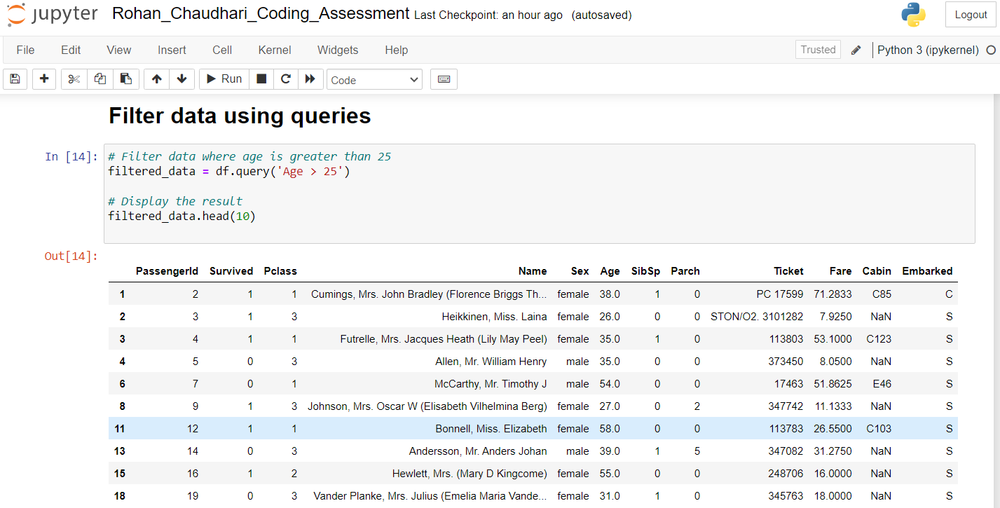 jupyter Rohan_Chaudhari_Coding_Assessment Last Checkpoint: an hour ago (autosaved) Logout
File Edit View Insert Cell Kernel Widgets Help Trusted Python 3 (ipykernel)
Run Code
Filter data using queries
In [14]: # Filter data where age is greater than 25
filtered_data = df.query('Age > 25')
# Display the result
filtered_data.head(10)
Out[14]:
PassengerId Survived Pclass Name Sex Age SibSp Parch Ticket Fare Cabin Embarked
1 2 1 1 Cumings, Mrs. John Bradley (Florence Briggs Th... female 38.0 1 0 PC 17599 71.2833 C85 C
2 3 1 3 Heikkinen, Miss. Laina female 26.0 0 0 STON/O2. 3101282 7.9250 NaN S
3 4 1 1 Futrelle, Mrs. Jacques Heath (Lily May Peel) female 35.0 1 0 113803 53.1000 C123 S
4 5 0 3 Allen, Mr. William Henry male 35.0 0 0 373450 8.0500 NaN S
6 7 0 1 McCarthy, Mr. Timothy J male 54.0 0 0 17463 51.8625 E46 S
8 9 1 3 Johnson, Mrs. Oscar W (Elisabeth Vilhelmina Berg) female 27.0 0 2 347742 11.1333 NaN S
11 12 1 1 Bonnell, Miss. Elizabeth female 58.0 0 0 113783 26.5500 C103 S
13 14 0 3 Andersson, Mr. Anders Johan male 39.0 1 5 347082 31.2750 NaN S
15 16 1 2 Hewlett, Mrs. (Mary D Kingcome) female 55.0 0 0 248706 16.0000 NaN S
18 19 0 3 Vander Planke, Mrs. Julius (Emelia Maria Vande... female 31.0 1 0 345763 18.0000 NaN S